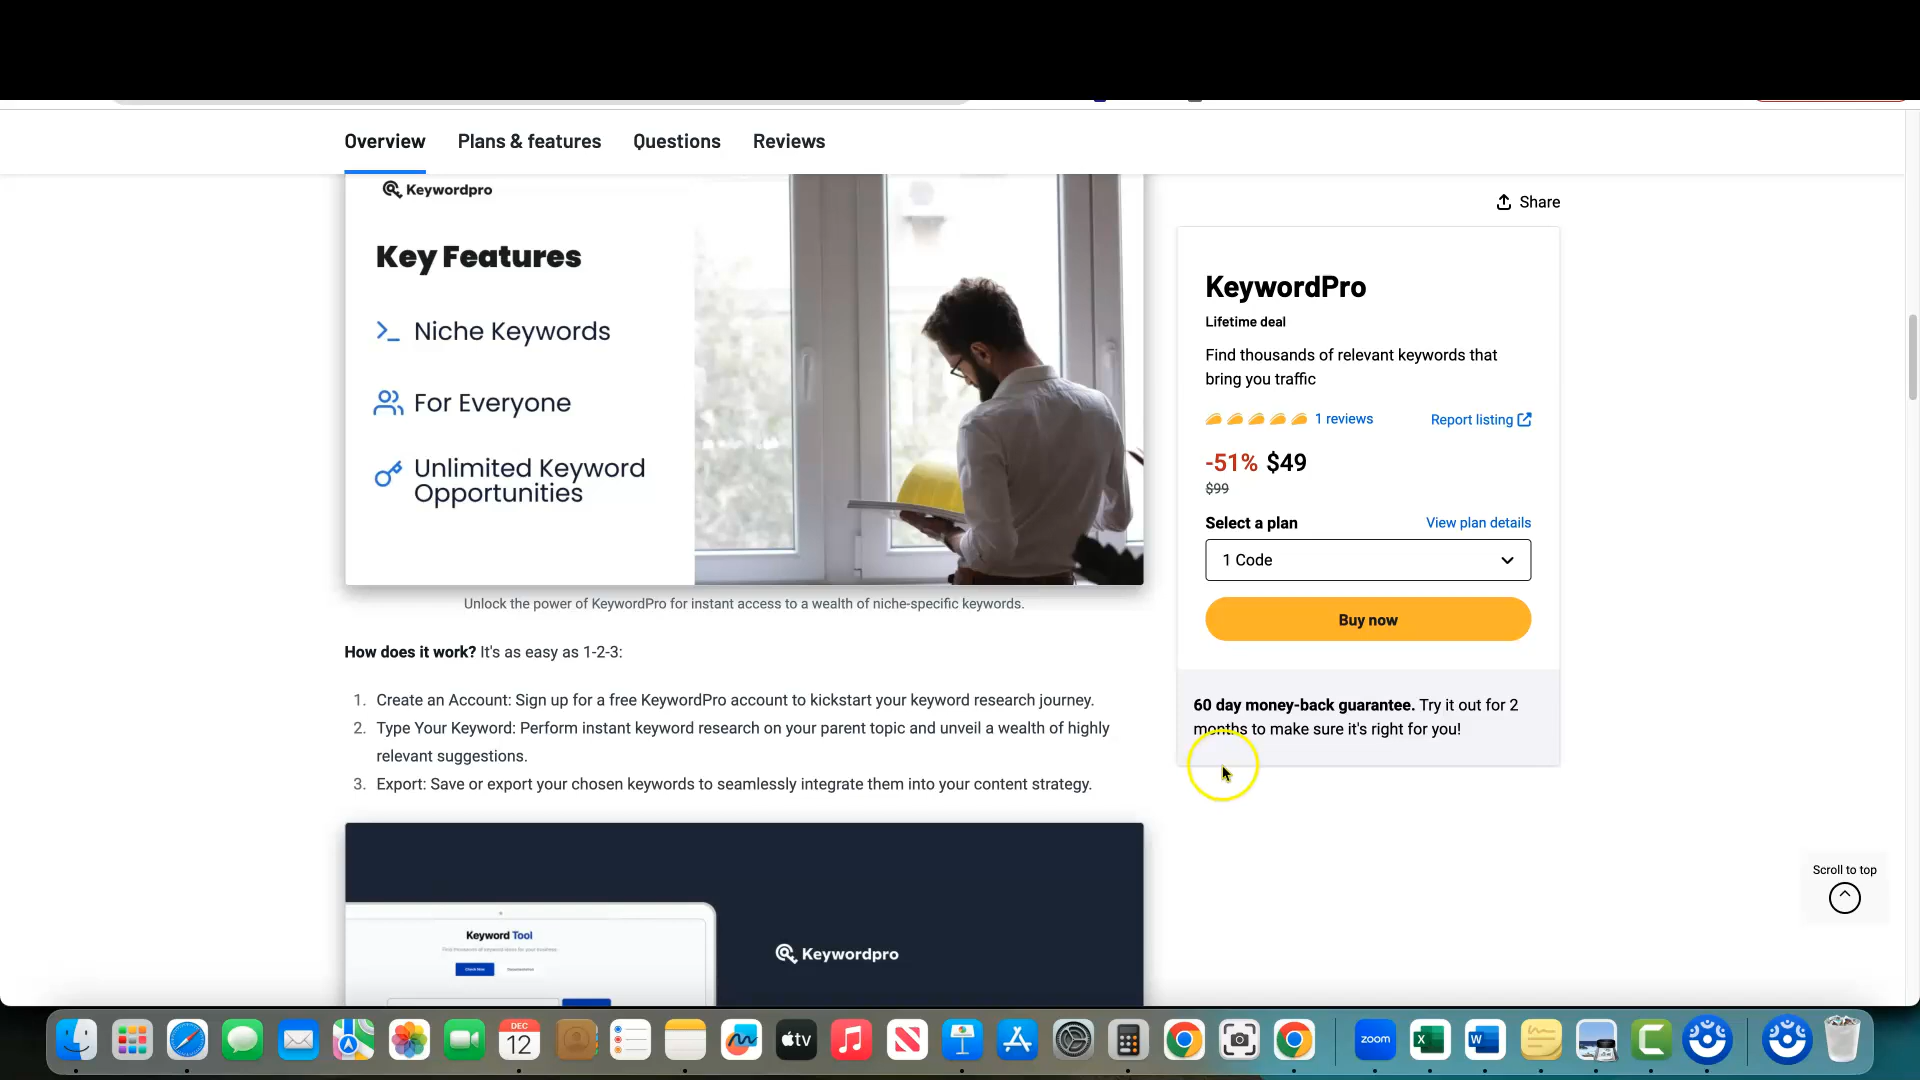 Overview Plans & features Questions Reviews
Keywordpro
Key Features
Niche Keywords
For Everyone
Unlimited Keyword
Opportunities
Unlock the power of KeywordPro for instant access to a wealth of niche-specific keywords.
How does it work? It's as easy as 1-2-3:
1. Create an Account: Sign up for a free KeywordPro account to kickstart your keyword research journey.
2. Type Your Keyword: Perform instant keyword research on your parent topic and unveil a wealth of highly
relevant suggestions.
3. Export: Save or export your chosen keywords to seamlessly integrate them into your content strategy.
Keyword Tool
Check Now
Keywordpro
Share
KeywordPro
Lifetime deal
Find thousands of relevant keywords that
bring you traffic
1 reviews Report listing
-51% $49
$99
Select a plan View plan details
1 Code
Buy now
60 day money-back guarantee. Try it out for 2
months to make sure it's right for you!
Scroll to top
DEC
12
tv
zoom
X
W